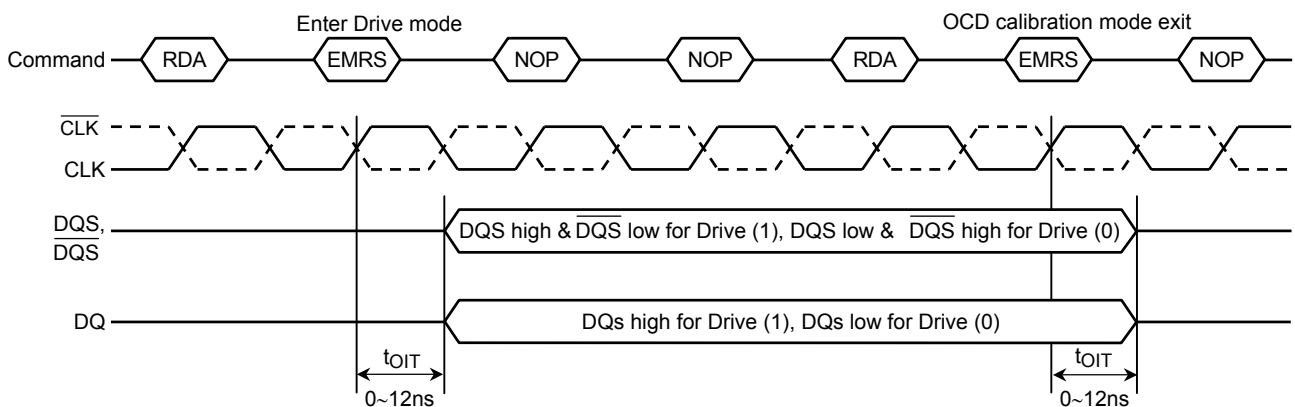 Enter Drive mode
OCD calibration mode exit
Command
RDA
EMRS
NOP
NOP
RDA
EMRS
NOP
CLK
CLK
DQS,
DQS
DQS high & DQS low for Drive (1), DQS low & DQS high for Drive (0)
DQ
DQs high for Drive (1), DQs low for Drive (0)
tOIT
tOIT
0~12ns
0~12ns